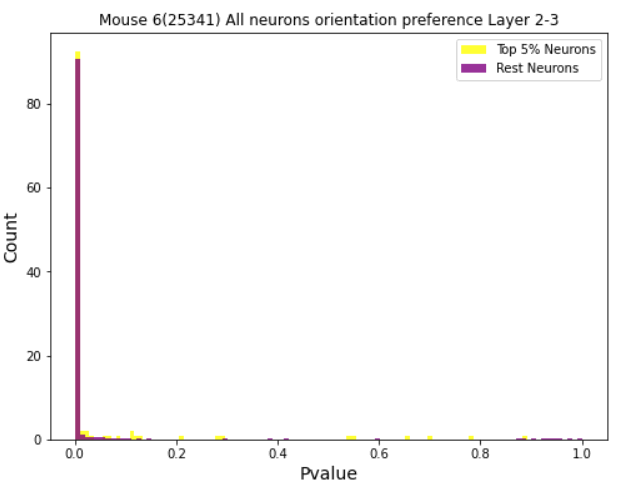 Mouse 6(25341) All neurons orientation preference Layer 2-3
Top 5% Neurons
Rest Neurons
80
60
40
20
0
Count
0.0 0.2 0.4 0.6 0.8 1.0
Pvalue